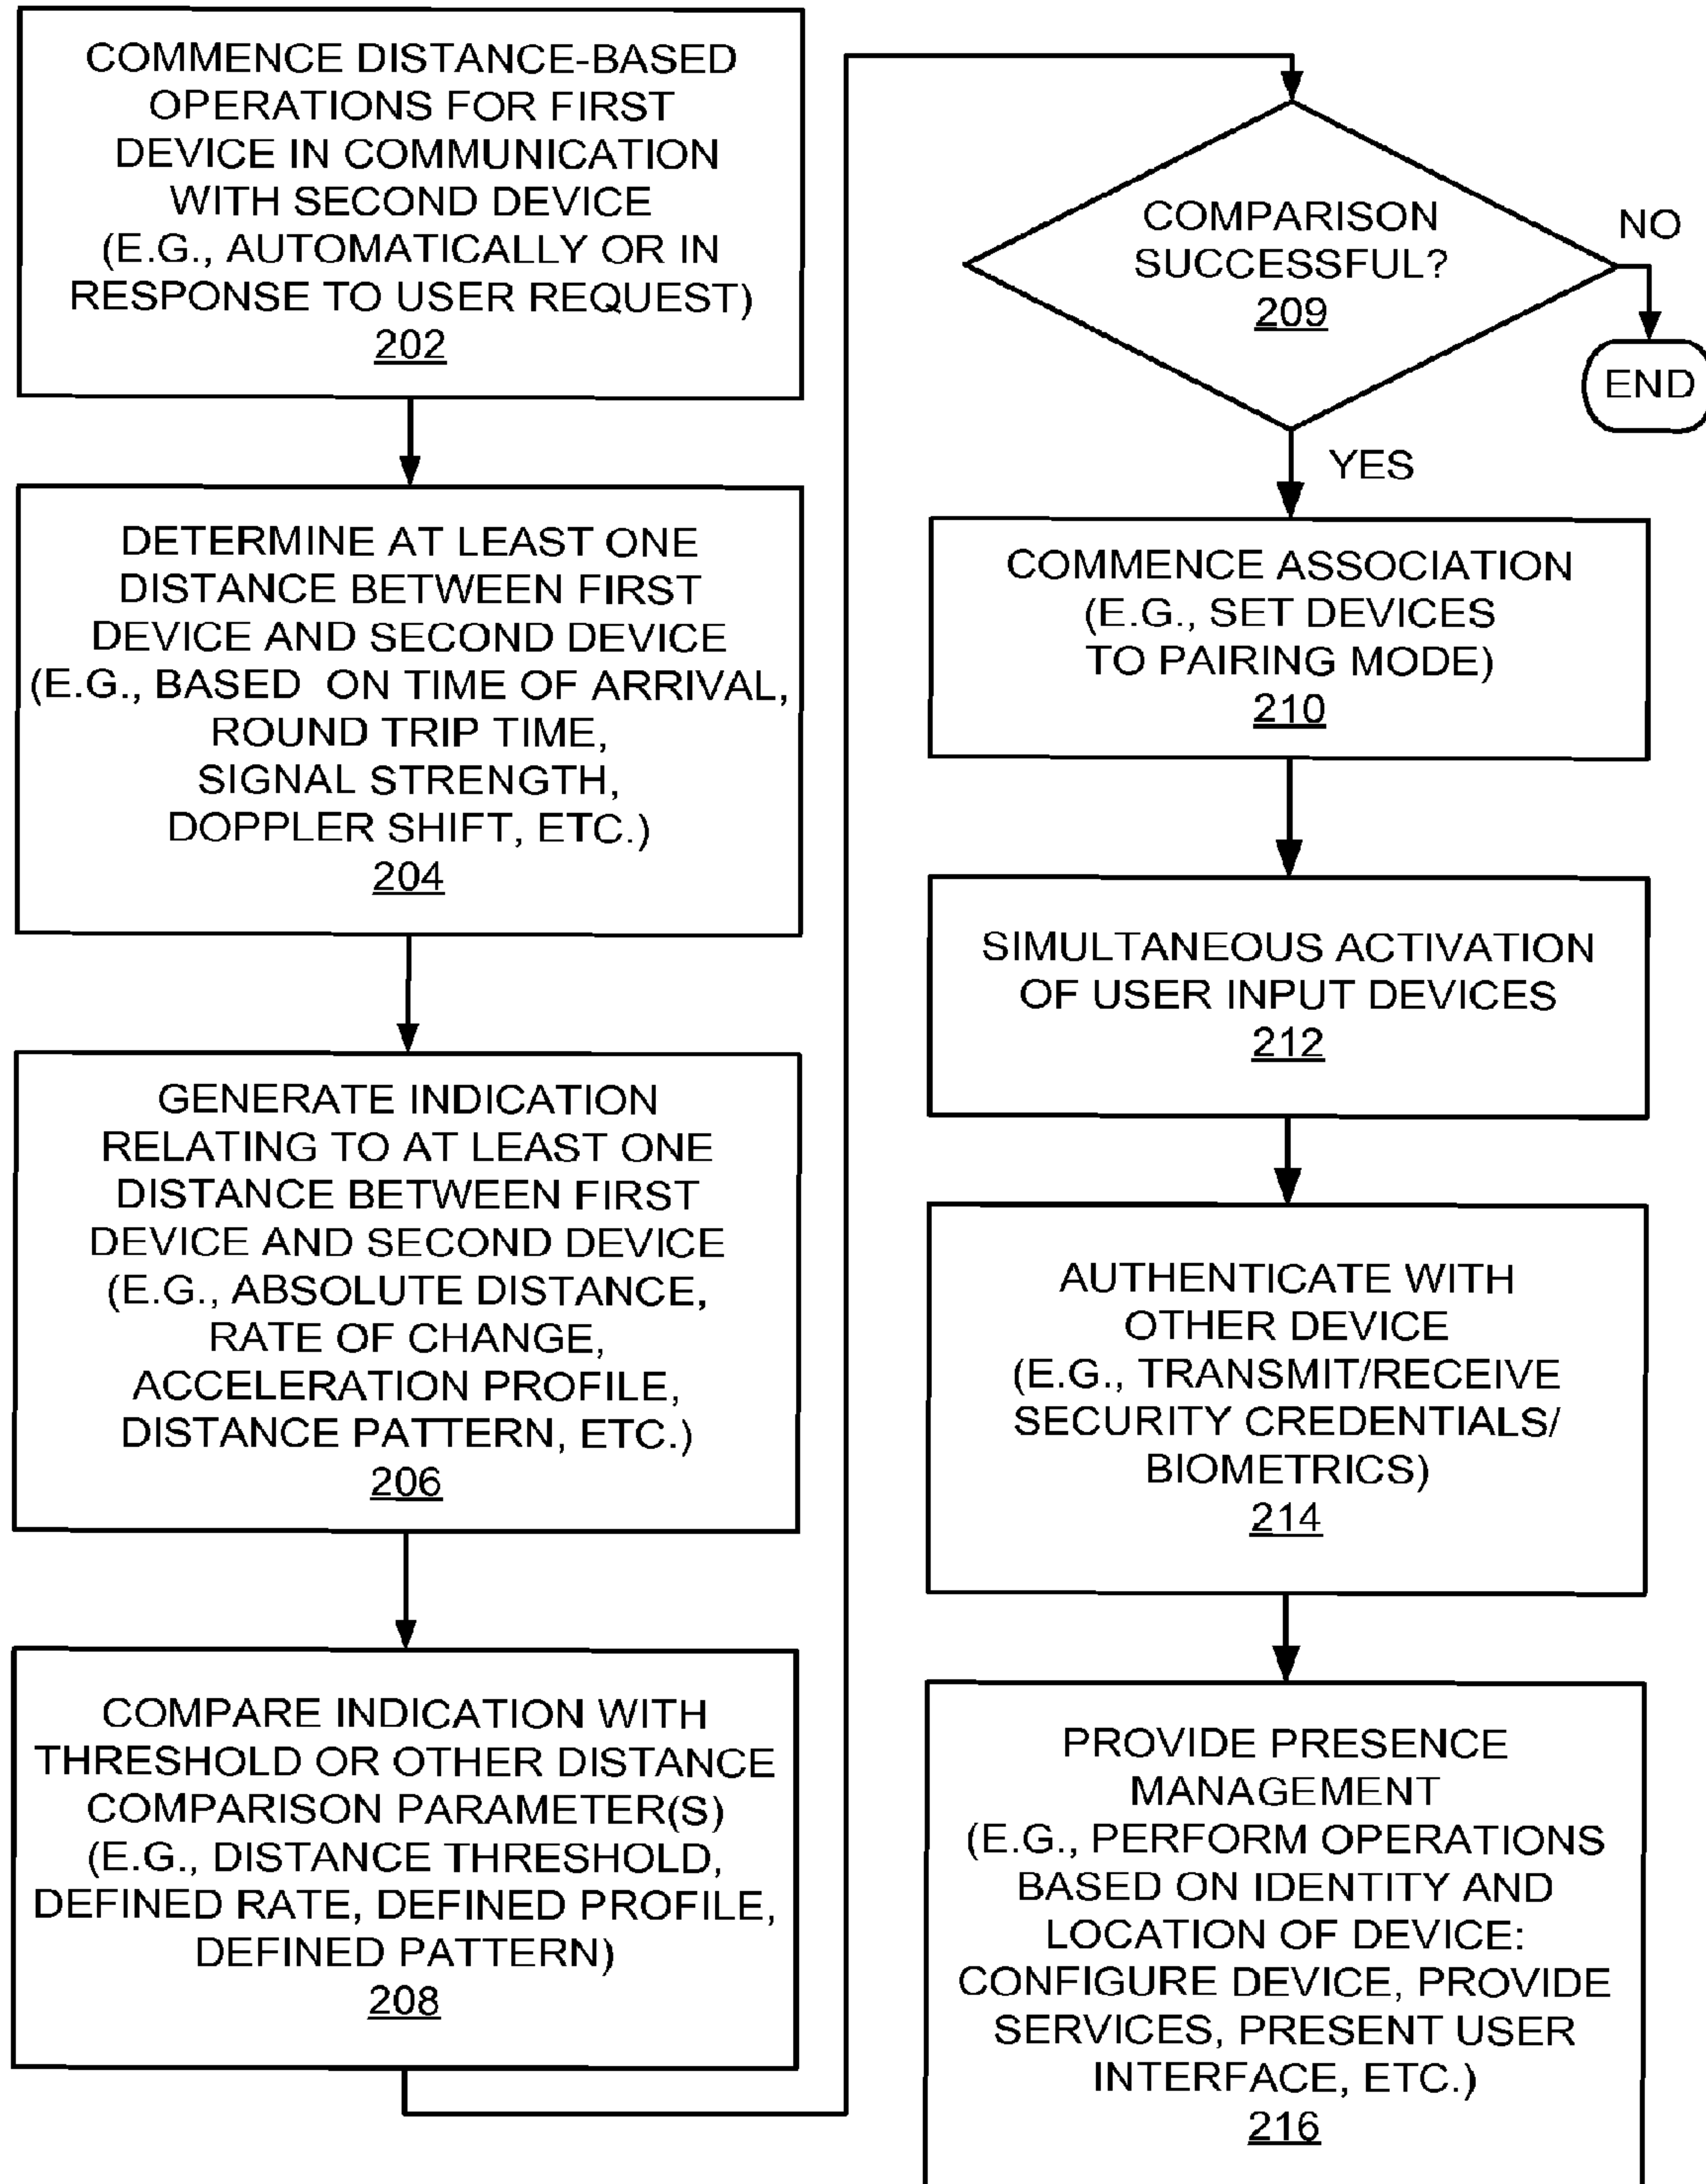 COMMENCE DISTANCE-BASED
OPERATIONS FOR FIRST
DEVICE IN COMMUNICATION
WITH SECOND DEVICE
(E.G., AUTOMATICALLY OR IN
RESPONSE TO USER REQUEST)
202
DETERMINE AT LEAST ONE
DISTANCE BETWEEN FIRST
DEVICE AND SECOND DEVICE
(E.G., BASED ON TIME OF ARRIVAL,
ROUND TRIP TIME,
SIGNAL STRENGTH,
DOPPLER SHIFT, ETC.)
204
GENERATE INDICATION
RELATING TO AT LEAST ONE
DISTANCE BETWEEN FIRST
DEVICE AND SECOND DEVICE
(E.G., ABSOLUTE DISTANCE,
RATE OF CHANGE,
ACCELERATION PROFILE,
DISTANCE PATTERN, ETC.)
206
COMPARE INDICATION WITH
THRESHOLD OR OTHER DISTANCE
COMPARISON PARAMETER(S)
(E.G., DISTANCE THRESHOLD,
DEFINED RATE, DEFINED PROFILE,
DEFINED PATTERN)
208
COMPARISON
SUCCESSFUL?
209
NO
END
YES
COMMENCE ASSOCIATION
(E.G., SET DEVICES
TO PAIRING MODE)
210
SIMULTANEOUS ACTIVATION
OF USER INPUT DEVICES
212
AUTHENTICATE WITH
OTHER DEVICE
(E.G., TRANSMIT/RECEIVE
SECURITY CREDENTIALS/
BIOMETRICS)
214
PROVIDE PRESENCE
MANAGEMENT
(E.G., PERFORM OPERATIONS
BASED ON IDENTITY AND
LOCATION OF DEVICE:
CONFIGURE DEVICE, PROVIDE
SERVICES, PRESENT USER
INTERFACE, ETC.)
216